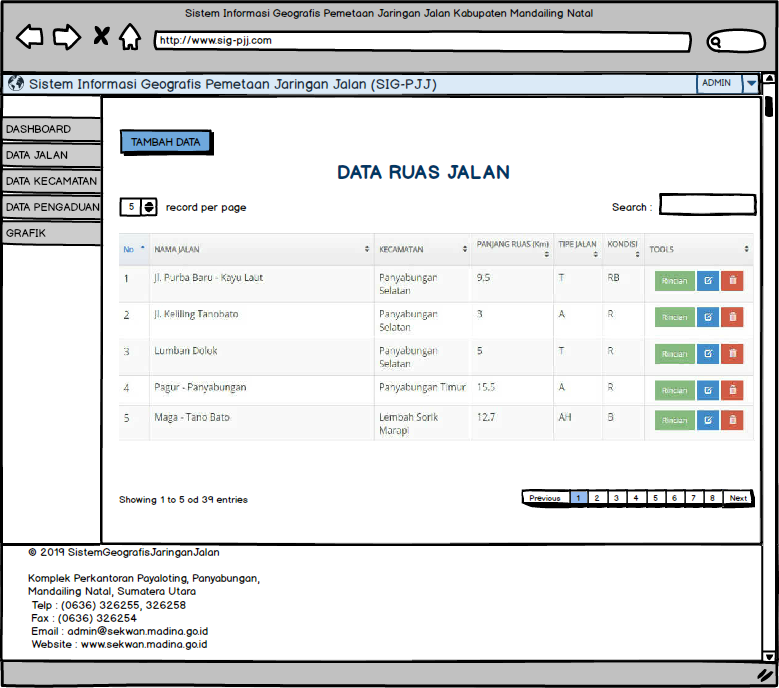 Sistem Informasi Geografis Pemetaan Jaringan Jalan Kabupaten Mandailing Natal
http://www.sig-pjj.com
Sistem Informasi Geografis Pemetaan Jaringan Jalan (SIG-PJJ)
ADMIN
DASHBOARD
DATA JALAN
DATA KECAMATAN
DATA PENGADUAN
GRAFIK
TAMBAH DATA
DATA RUAS JALAN
5 record per page
Search :
No NAMA JALAN KECAMATAN PANJANG RUAS (Km) TIPE JALAN KONDISI TOOLS
1 Jl. Purba Baru - Kayu Laut Panyabungan Selatan 9.5 T RB Rincian
2 Jl. Keliling Tanobato Panyabungan Selatan 3 A R Rincian
3 Lumban Dolok Panyabungan Selatan 5 T R Rincian
4 Pagur - Panyabungan Panyabungan Timur 15.5 A R Rincian
5 Maga - Tano Bato Lembah Sorik Marapi 12.7 AH B Rincian
Showing 1 to 5 od 39 entries
Previous 1 2 3 4 5 6 7 8 Next
© 2019 SistemGeografisJaringanJalan
Komplek Perkantoran Payaloting, Panyabungan,
Mandailing Natal, Sumatera Utara
Telp : (0636) 326255, 326258
Fax : (0636) 326254
Email : admin@sekwan.madina.go.id
Website : www.sekwan.madina.go.id